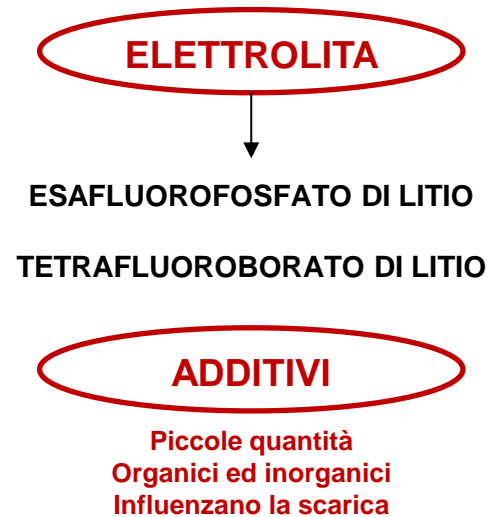 ELETTROLITA
ESAFLUOROFOSFATO DI LITIO
TETRAFLUOROBORATO DI LITIO
ADDITIVI
Piccole quantità
Organici ed inorganici
Influenzano la scarica